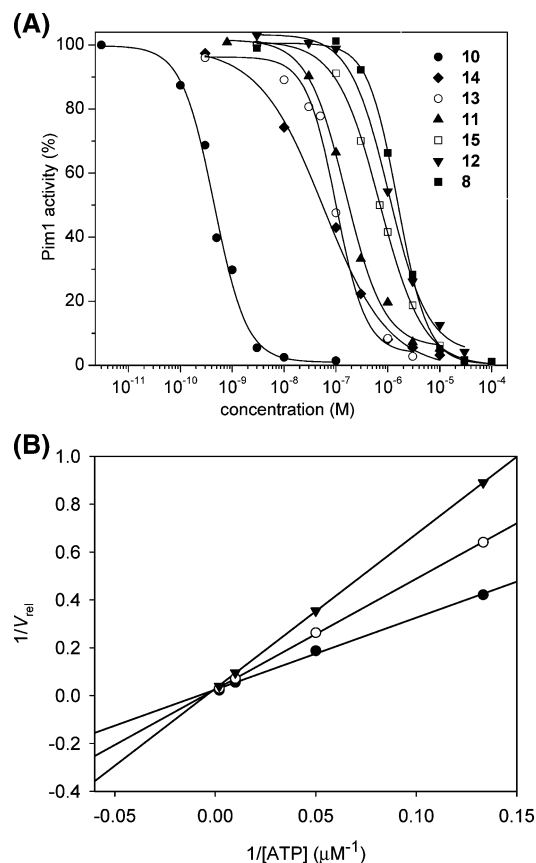 (A)
Pim1 activity (%)
100
80
60
40
20
0
10
14
13
11
15
12
8
10⁻¹¹ 10⁻¹⁰ 10⁻⁹ 10⁻⁸ 10⁻⁷ 10⁻⁶ 10⁻⁵ 10⁻⁴
concentration (M)
(B)
1/Vrel
1.0
0.8
0.6
0.4
0.2
0.0
-0.2
-0.4
-0.05 0.00 0.05 0.10 0.15
1/[ATP] (μM⁻¹)